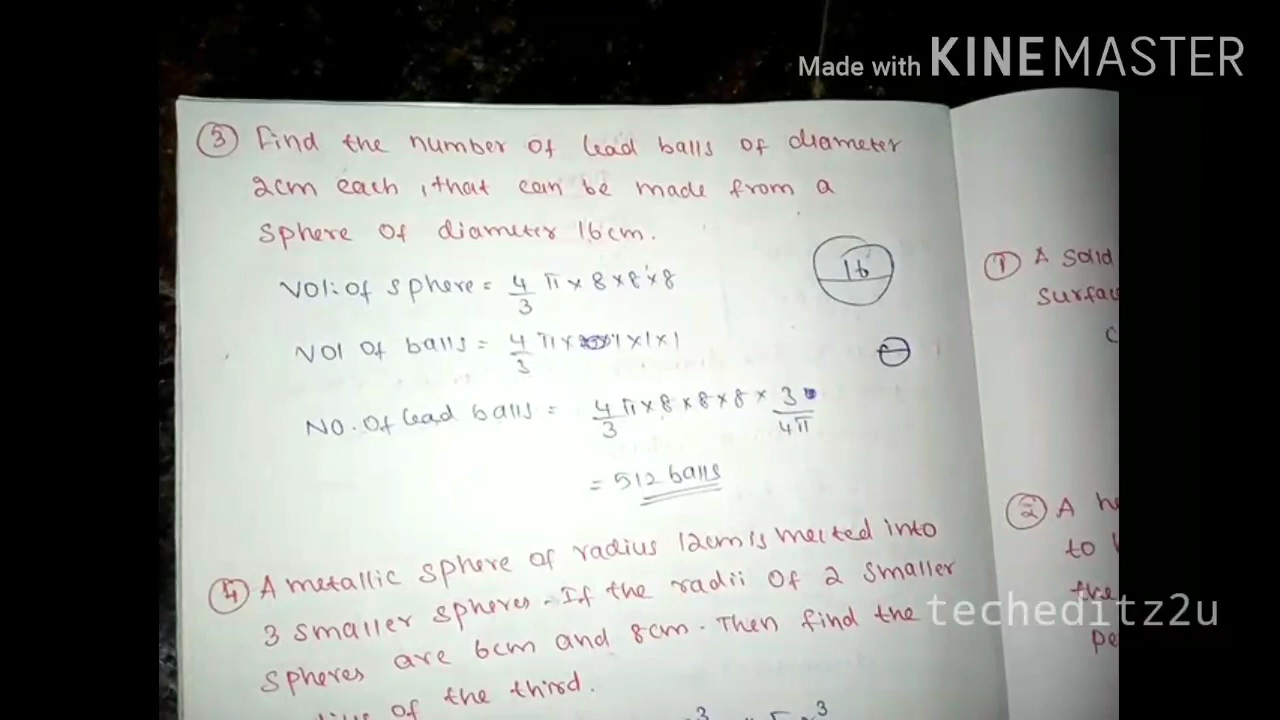 Made with KINEMASTER
③ Find the number of lead balls of diameter
2cm each, that can be made from a
sphere of diameter 16cm.
Vol: of sphere = 4/3 π × 8 × 8 × 8
16
Vol of balls = 4/3 π × 1 × 1 × 1
No. of lead balls = 4/3 π × 8 × 8 × 8 × 3/4π
= 512 balls
④ A metallic sphere of radius 12cm is melted into
3 smaller spheres. If the radii of 2 smaller
spheres are 6cm and 8cm. Then find the
of the third.
① A solid
surfac
② A he
to
the
pe
techeditz2u